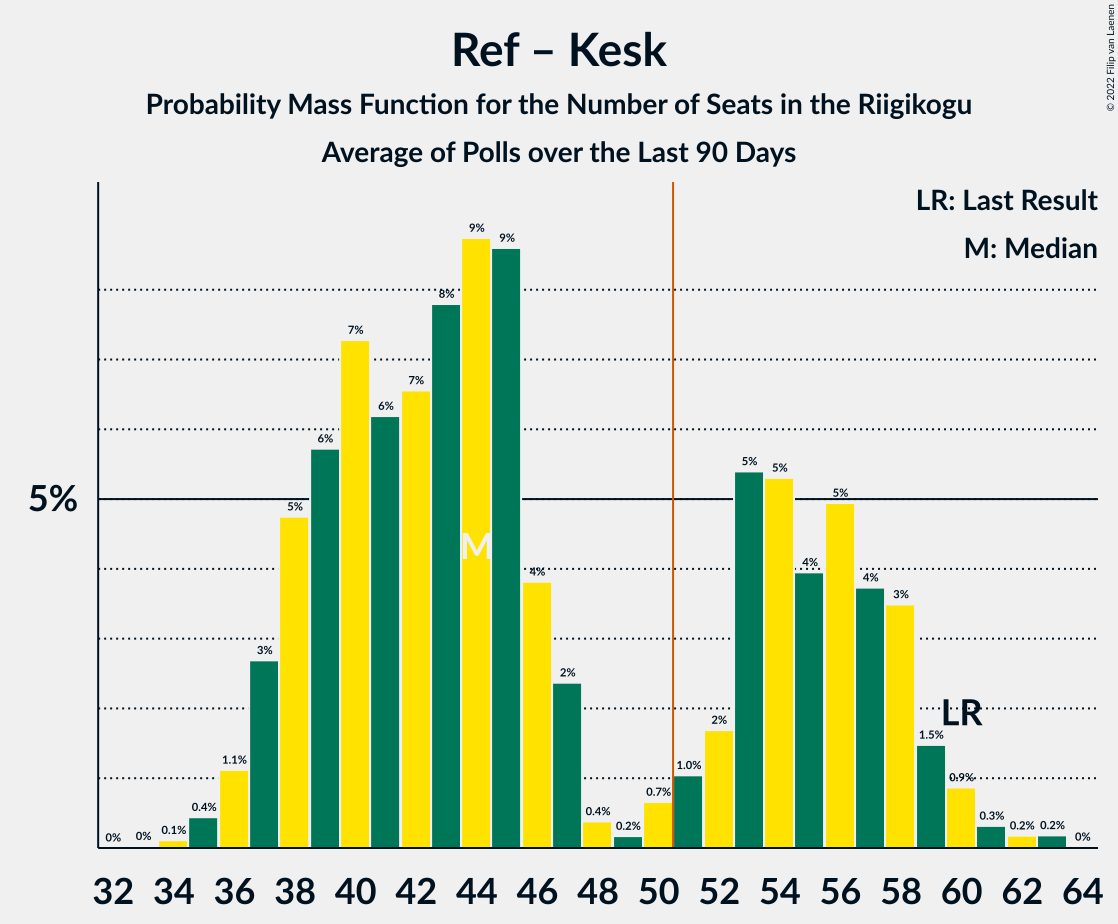 Ref – Kesk
Probability Mass Function for the Number of Seats in the Riigikogu
Average of Polls over the Last 90 Days
© 2022 Filip van Laenen
LR: Last Result
M: Median
5%
0% 0% 0.1% 0.4% 1.1% 3% 5% 6% 7% 6% 7% 8% 9% 9% 4% 2% 0.4% 0.2% 0.7% 1.0% 2% 5% 5% 4% 5% 4% 3% 1.5% 0.9% 0.3% 0.2% 0.2% 0%
M
LR
32 34 36 38 40 42 44 46 48 50 52 54 56 58 60 62 64